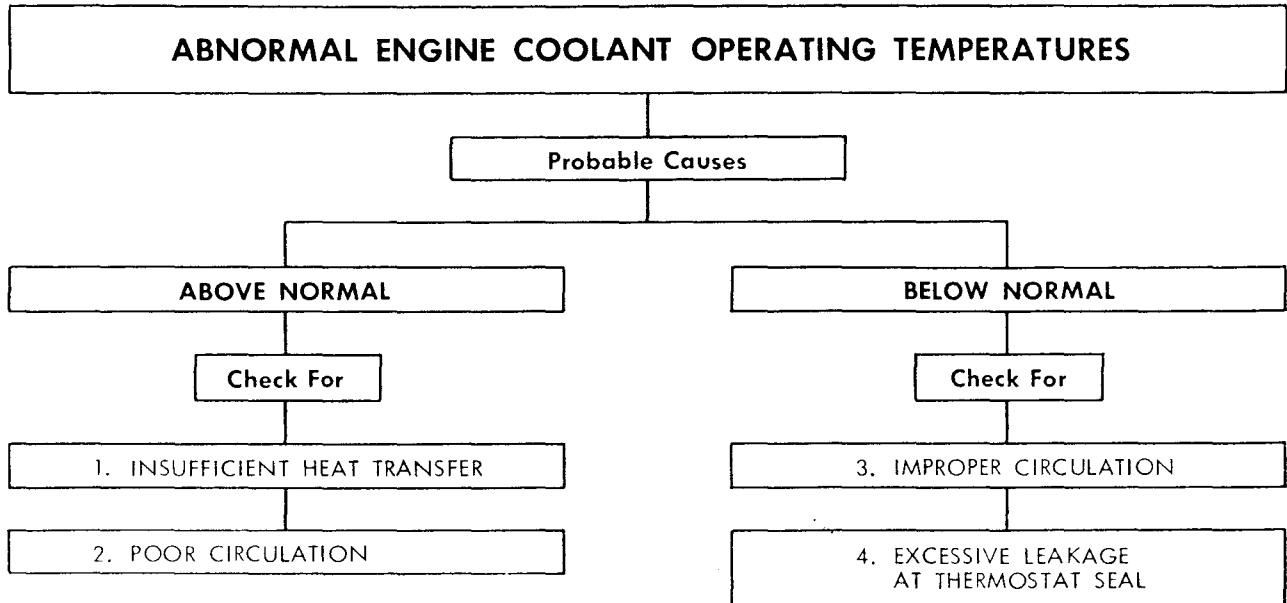 ABNORMAL ENGINE COOLANT OPERATING TEMPERATURES
Probable Causes
ABOVE NORMAL
Check For
1. INSUFFICIENT HEAT TRANSFER
2. POOR CIRCULATION
BELOW NORMAL
Check For
3. IMPROPER CIRCULATION
4. EXCESSIVE LEAKAGE
AT THERMOSTAT SEAL